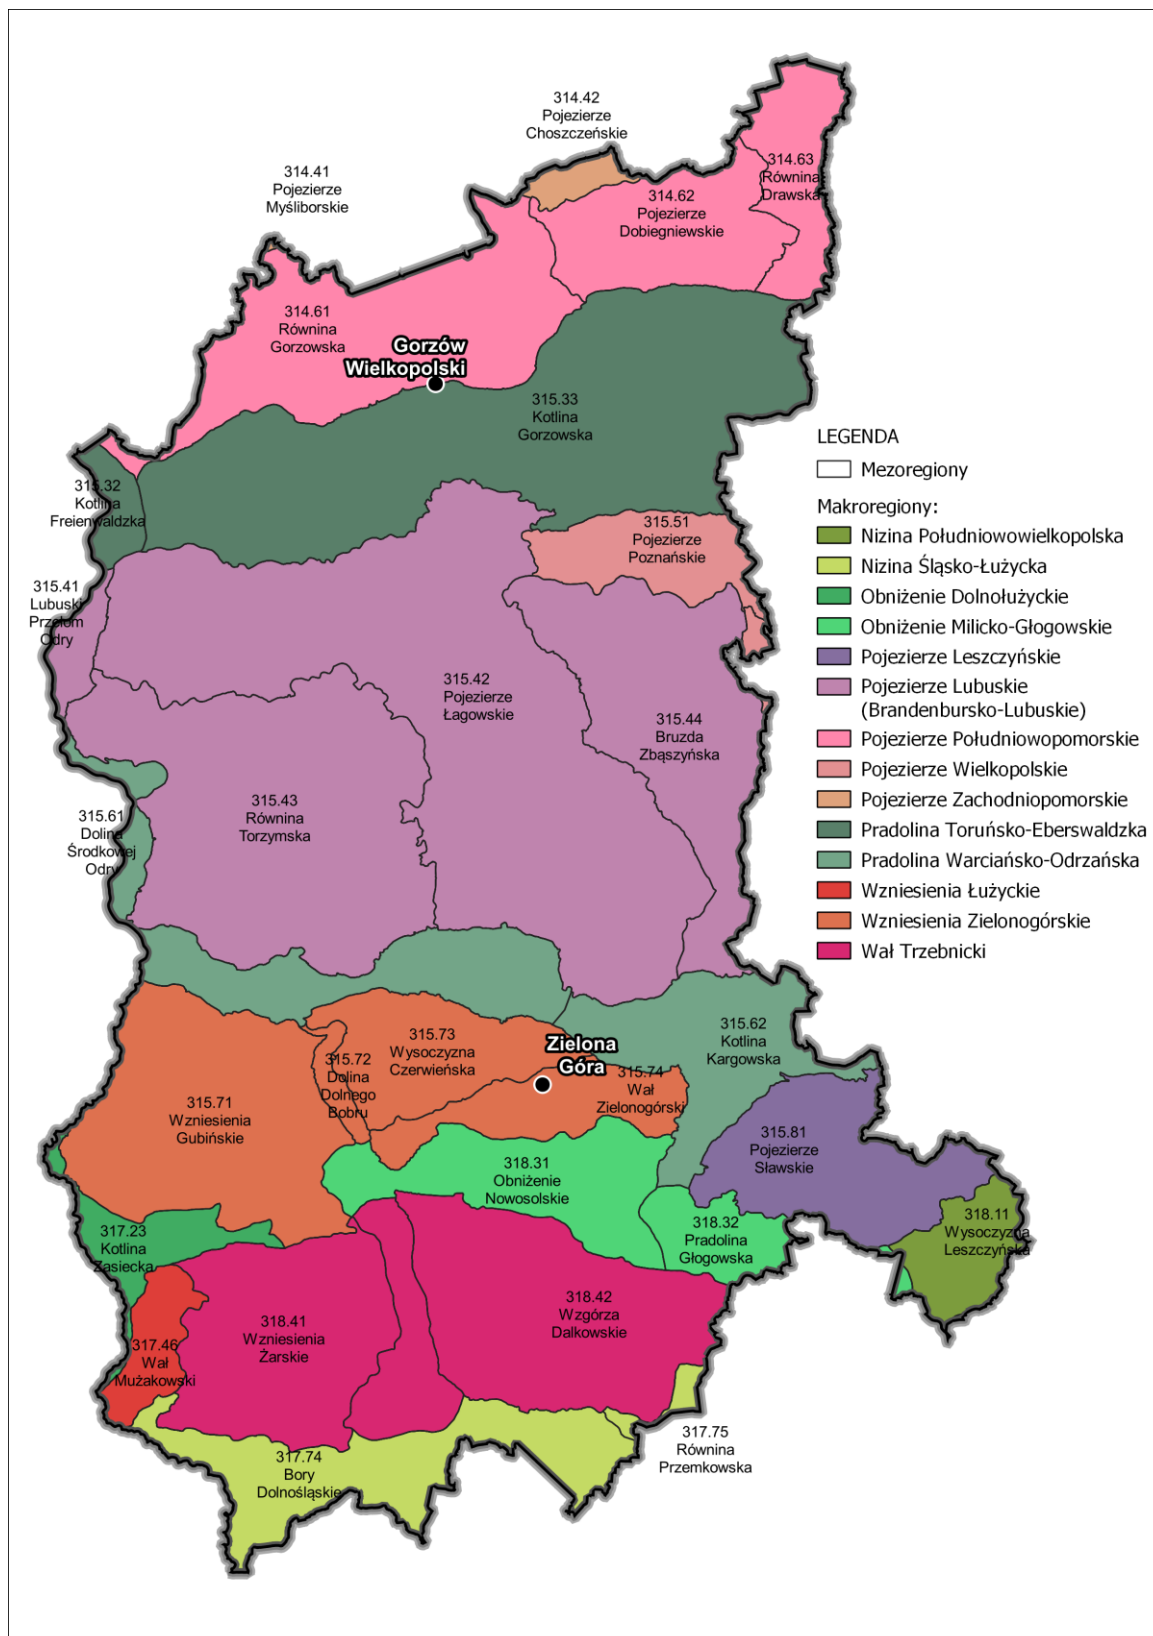 314.42
Pojezierze
Choszczeńskie
314.63
Równina
Drawska
314.41
Pojezierze
Myśliborskie
314.62
Pojezierze
Dobiegniewskie
314.61
Równina
Gorzowska
Gorzów
Wielkopolski
315.33
Kotlina
Gorzowska
LEGENDA
Mezoregiony
Makroregiony:
Nizina Południowowielkopolska
Nizina Śląsko-Łużycka
Obniżenie Dolnołużyckie
Obniżenie Milicko-Głogowskie
Pojezierze Leszczyńskie
Pojezierze Lubuskie
(Brandenbursko-Lubuskie)
Pojezierze Południowopomorskie
Pojezierze Wielkopolskie
Pojezierze Zachodniopomorskie
Pradolina Toruńsko-Eberswaldzka
Pradolina Warciańsko-Odrzańska
Wzniesienia Łużyckie
Wzniesienia Zielonogórskie
Wał Trzebnicki
315.32
Kotlina
Freienwaldzka
315.51
Pojezierze
Poznańskie
315.41
Lubuski
Przełom
Odry
315.42
Pojezierze
Łagowskie
315.44
Bruzda
Zbąszyńska
315.43
Równina
Torzymska
315.61
Dolina
Środkowej
Odry
315.62
Kotlina
Kargowska
315.73
Wysoczyzna
Czerwieńska
Zielona
Góra
315.72
Dolina
Dolnego
Bobru
315.74
Wał
Zielonogórski
315.71
Wzniesienia
Gubińskie
315.81
Pojezierze
Sławskie
318.31
Obniżenie
Nowosolskie
318.11
Wysoczyzna
Leszczyńska
317.23
Kotlina
Zasiecka
318.32
Pradolina
Głogowska
318.42
Wzgórza
Dalkowskie
318.41
Wzniesienia
Żarskie
317.46
Wał
Mużakowski
317.75
Równina
Przemkowska
317.74
Bory
Dolnośląskie